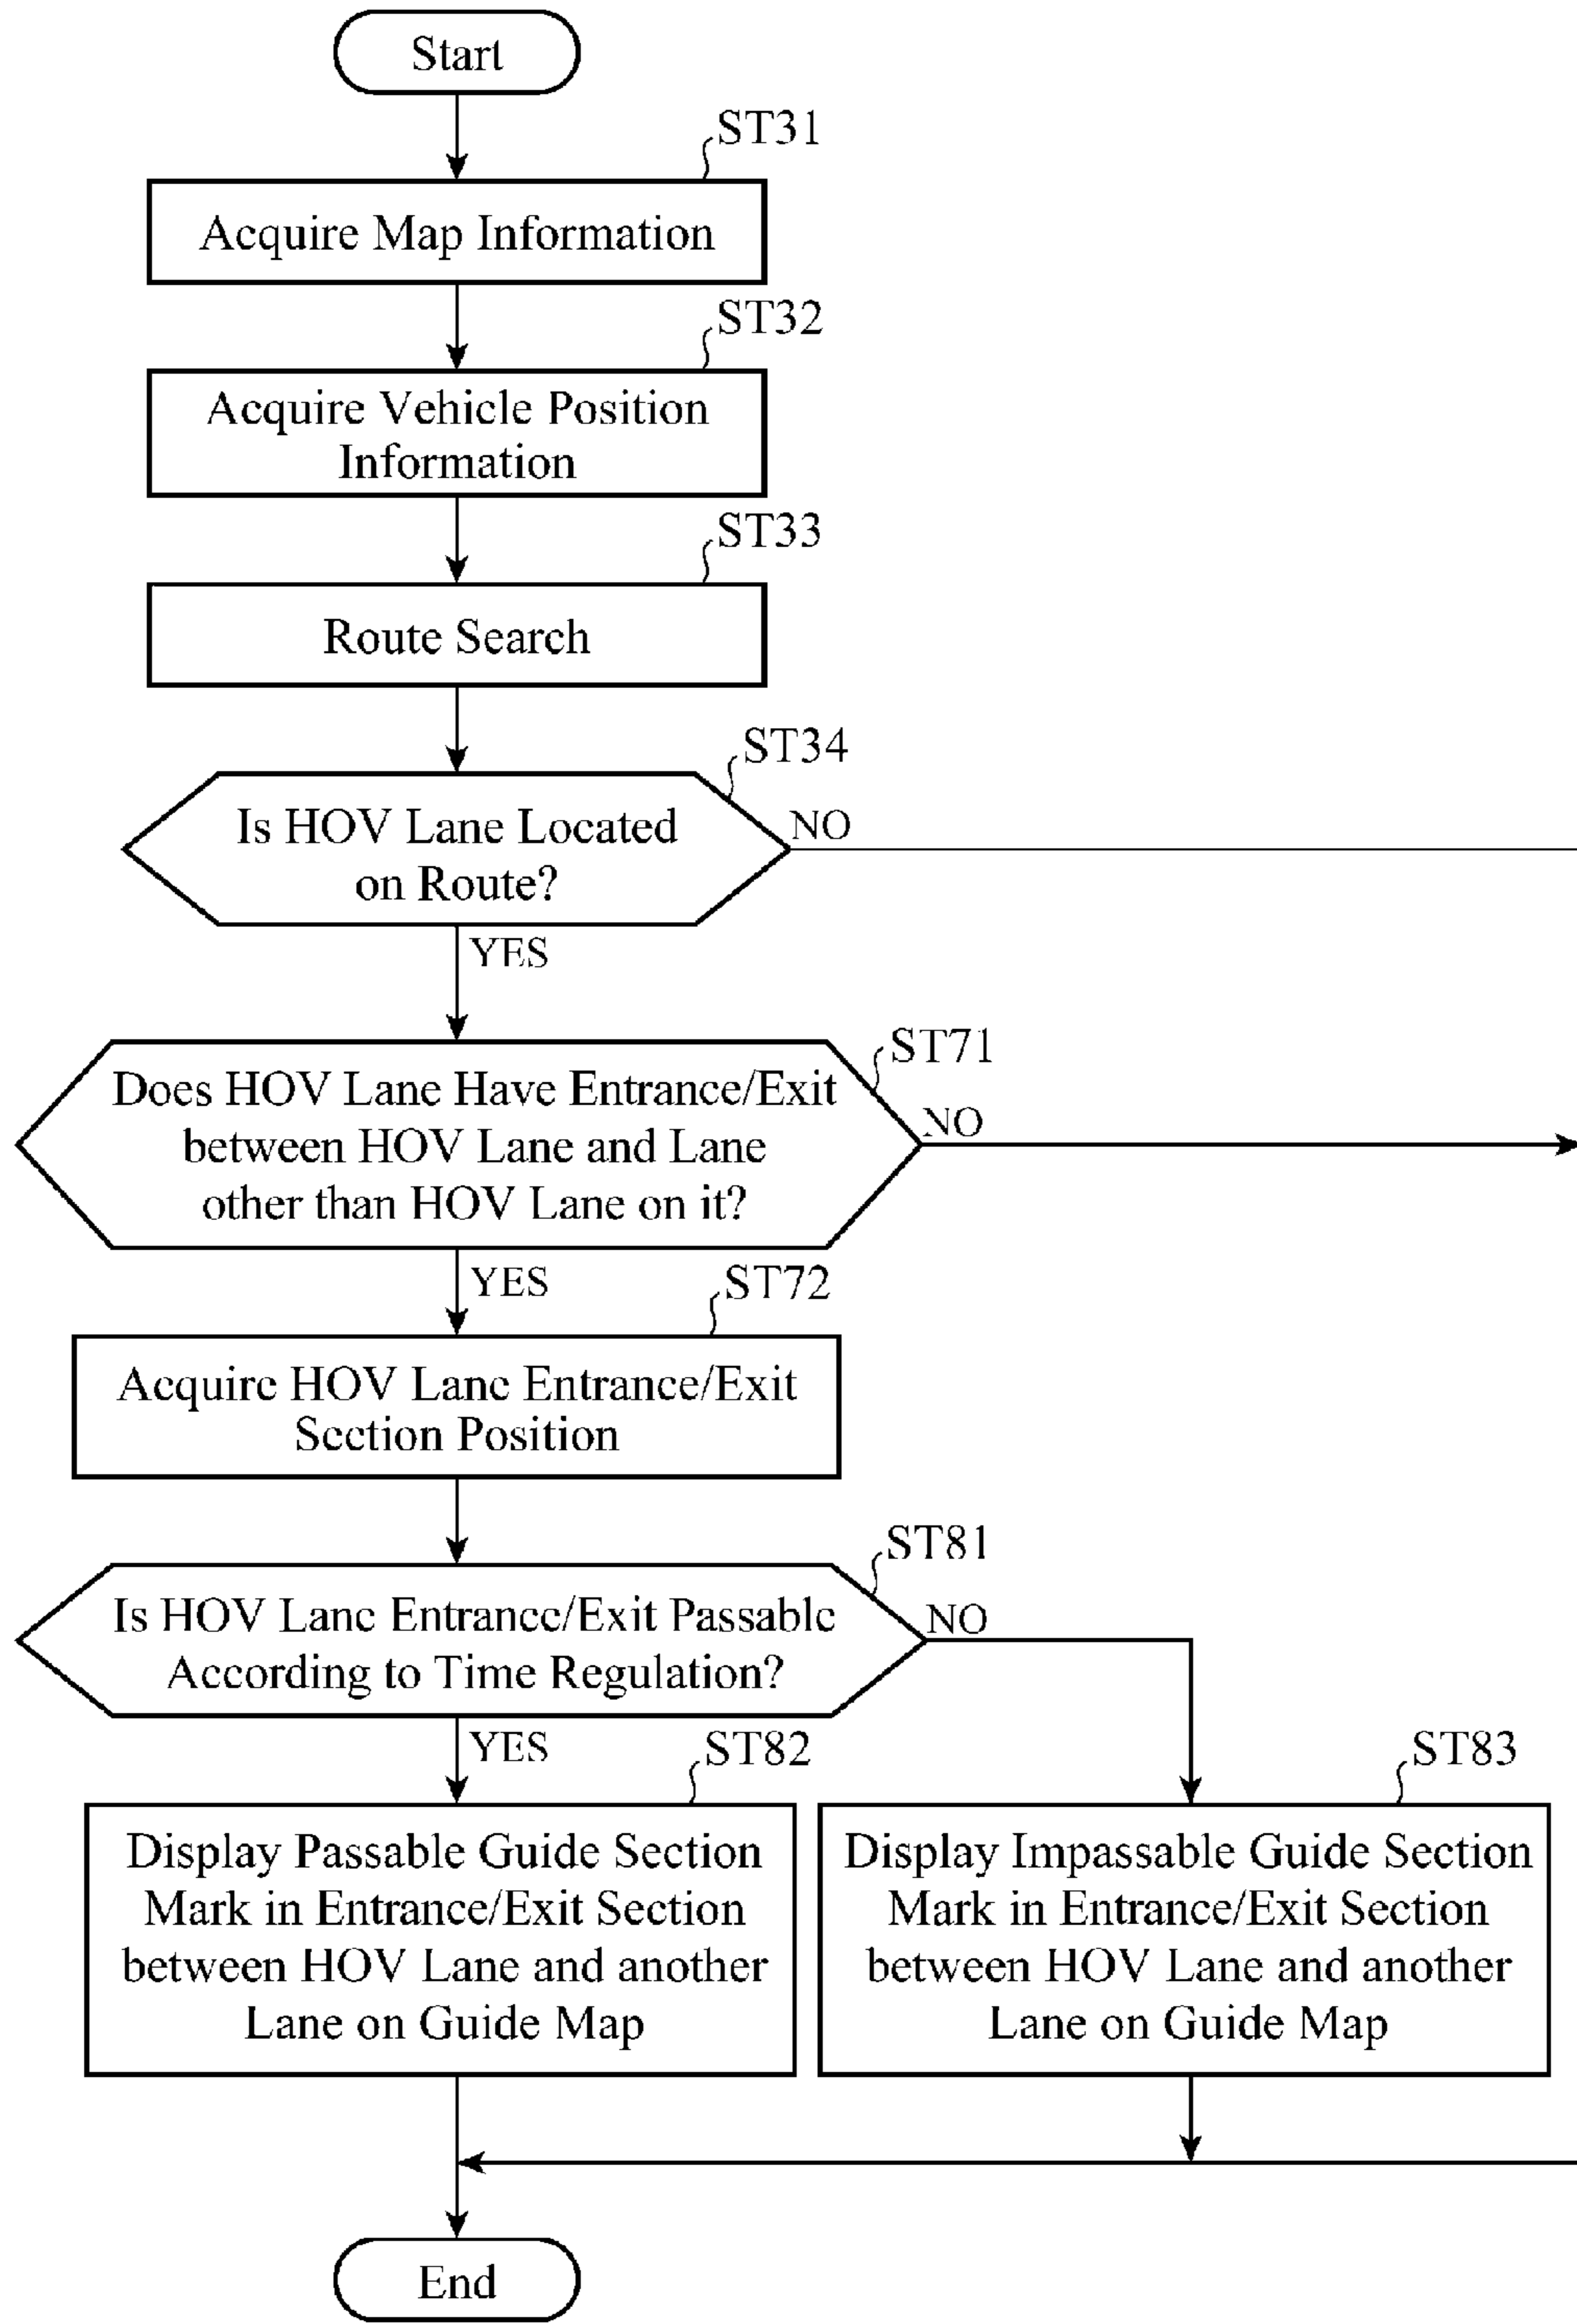 Start
ST31
Acquire Map Information
ST32
Acquire Vehicle Position
Information
ST33
Route Search
ST34
Is HOV Lane Located
on Route?
NO
YES
ST71
Does HOV Lane Have Entrance/Exit
between HOV Lane and Lane
other than HOV Lane on it?
NO
YES
ST72
Acquire HOV Lane Entrance/Exit
Section Position
ST81
Is HOV Lane Entrance/Exit Passable
According to Time Regulation?
NO
YES
ST82
Display Passable Guide Section
Mark in Entrance/Exit Section
between HOV Lane and another
Lane on Guide Map
ST83
Display Impassable Guide Section
Mark in Entrance/Exit Section
between HOV Lane and another
Lane on Guide Map
End